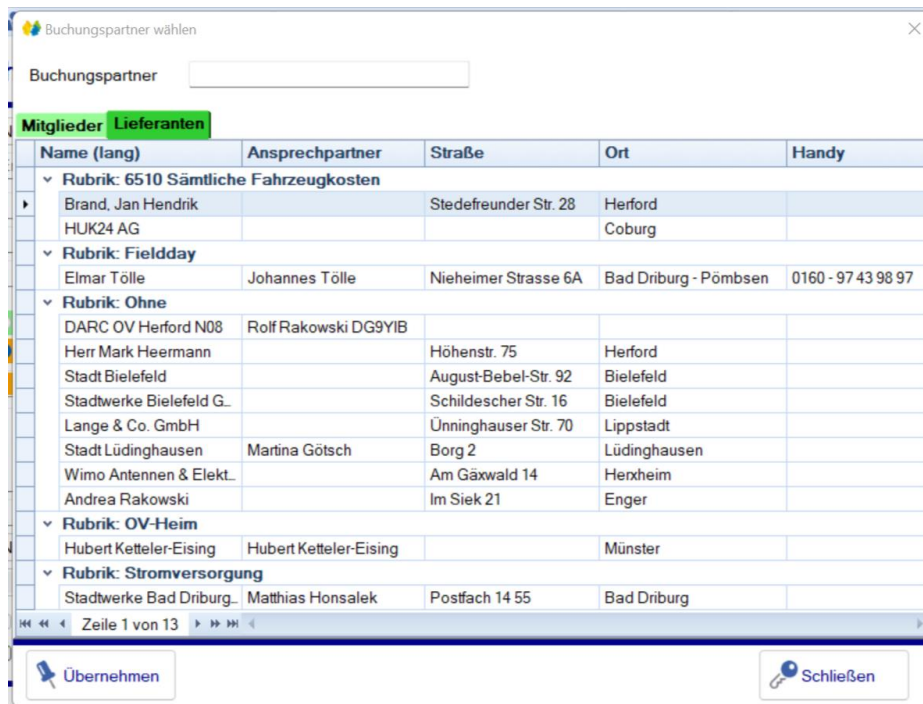 Buchungspartner wählen
Buchungspartner
Mitglieder Lieferanten
Name (lang) Ansprechpartner Straße Ort Handy
Rubrik: 6510 Sämtliche Fahrzeugkosten
Brand, Jan Hendrik Stedefreunder Str. 28 Herford
HUK24 AG Coburg
Rubrik: Fieldday
Elmar Tölle Johannes Tölle Nieheimer Strasse 6A Bad Driburg - Pömbsen 0160 - 97 43 98 97
Rubrik: Ohne
DARC OV Herford N08 Rolf Rakowski DG9YIB
Herr Mark Heermann Höhenstr. 75 Herford
Stadt Bielefeld August-Bebel-Str. 92 Bielefeld
Stadtwerke Bielefeld G... Schildescher Str. 16 Bielefeld
Lange & Co. GmbH Ünninghauser Str. 70 Lippstadt
Stadt Lüdinghausen Martina Götsch Borg 2 Lüdinghausen
Wimo Antennen & Elekt... Am Gäxwald 14 Herxheim
Andrea Rakowski Im Siek 21 Enger
Rubrik: OV-Heim
Hubert Ketteler-Eising Hubert Ketteler-Eising Münster
Rubrik: Stromversorgung
Stadtwerke Bad Driburg... Matthias Honsalek Postfach 14 55 Bad Driburg
Zeile 1 von 13
Übernehmen Schließen